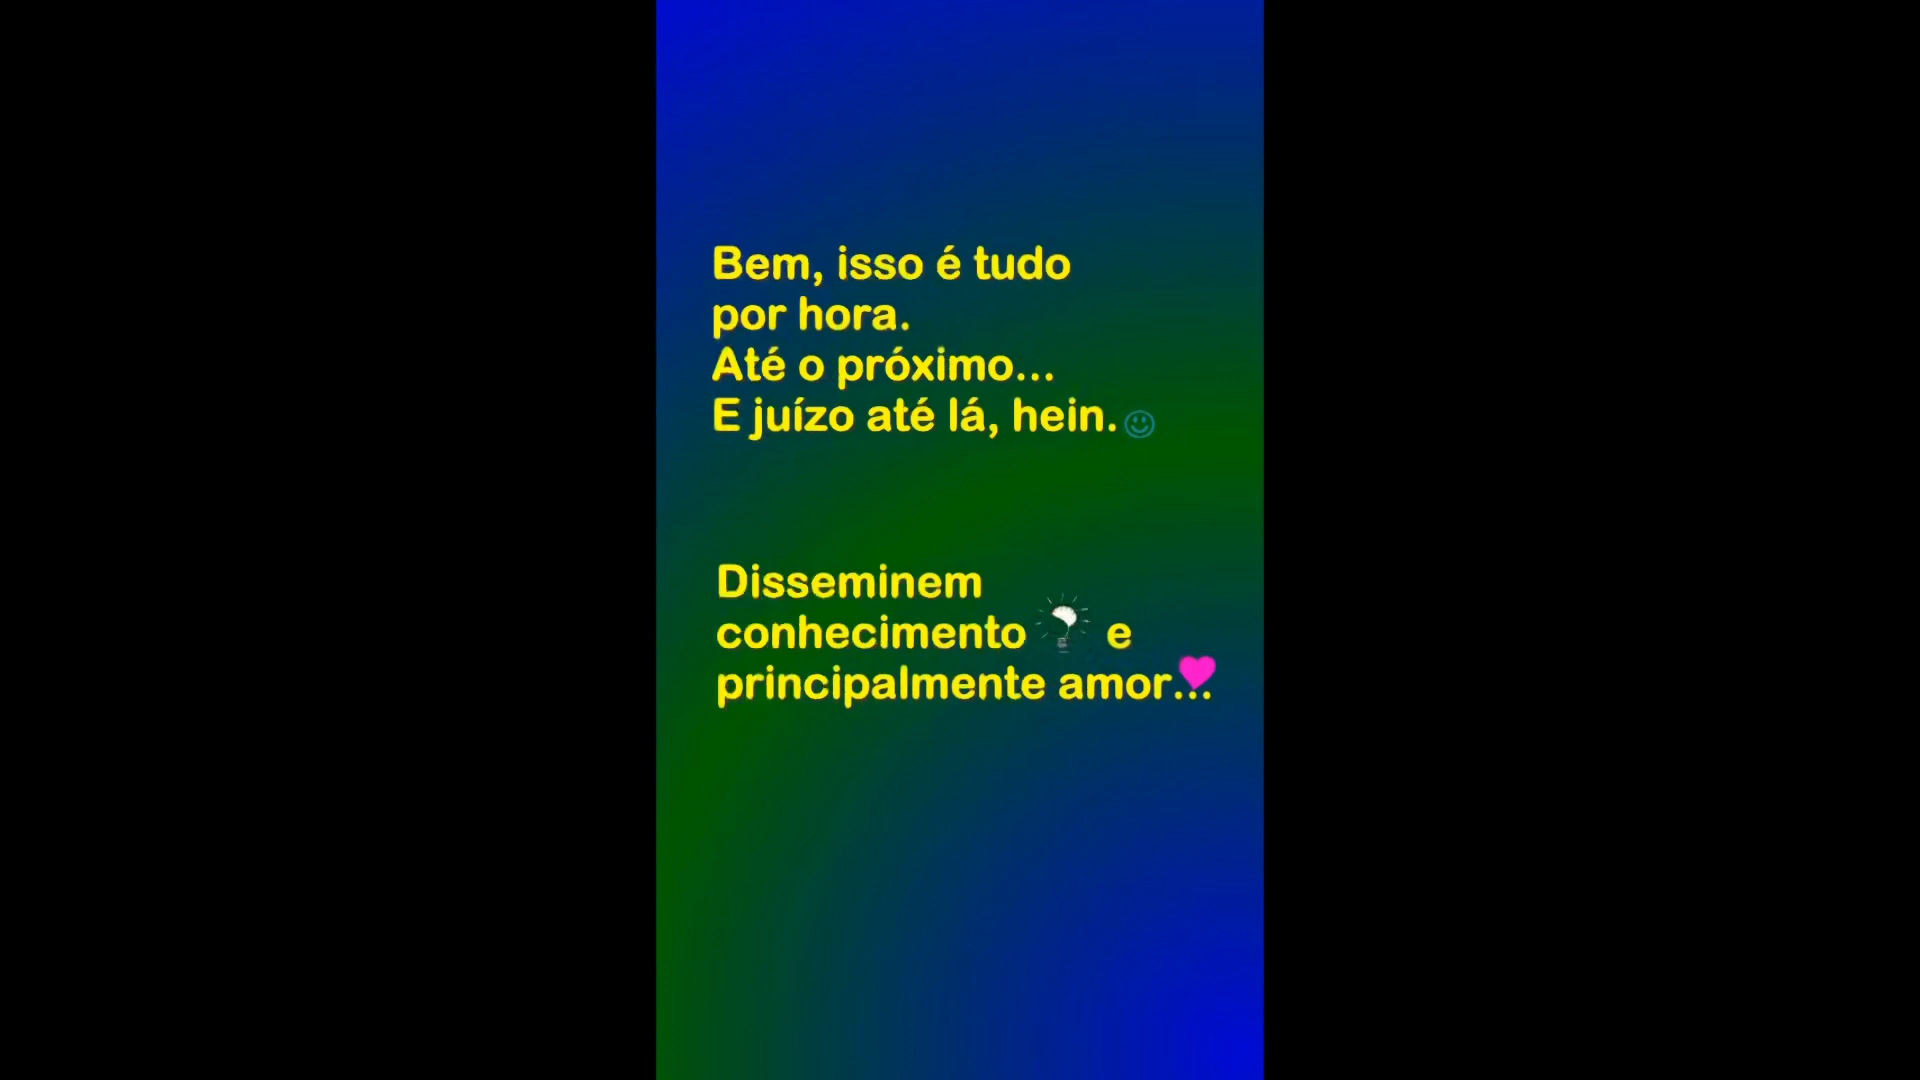 Bem, isso é tudo
por hora.
Até o próximo...
E juízo até lá, hein.
Disseminem
conhecimento e
principalmente amor...